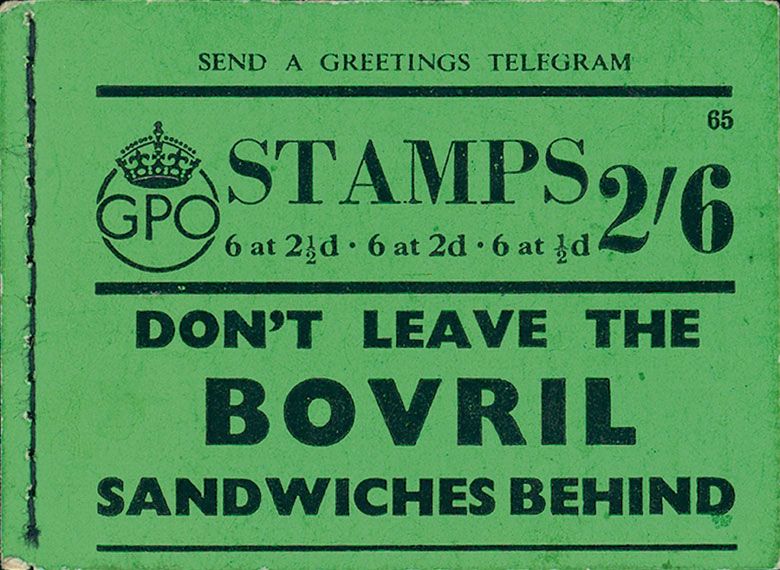 SEND A GREETINGS TELEGRAM
65
GPO
STAMPS 2/6
6 at 2½d · 6 at 2d · 6 at ½d
DON'T LEAVE THE
BOVRIL
SANDWICHES BEHIND